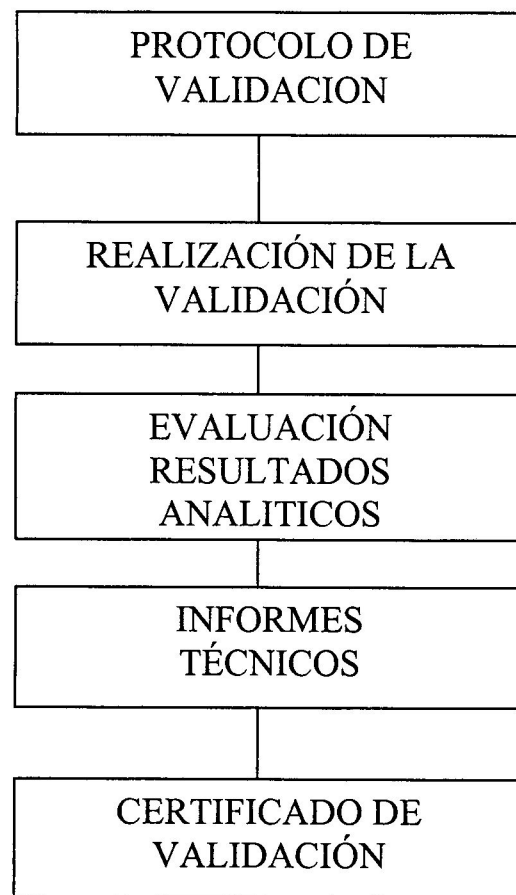 PROTOCOLO DE
VALIDACION
REALIZACIÓN DE LA
VALIDACIÓN
EVALUACIÓN
RESULTADOS
ANALITICOS
INFORMES
TÉCNICOS
CERTIFICADO DE
VALIDACIÓN